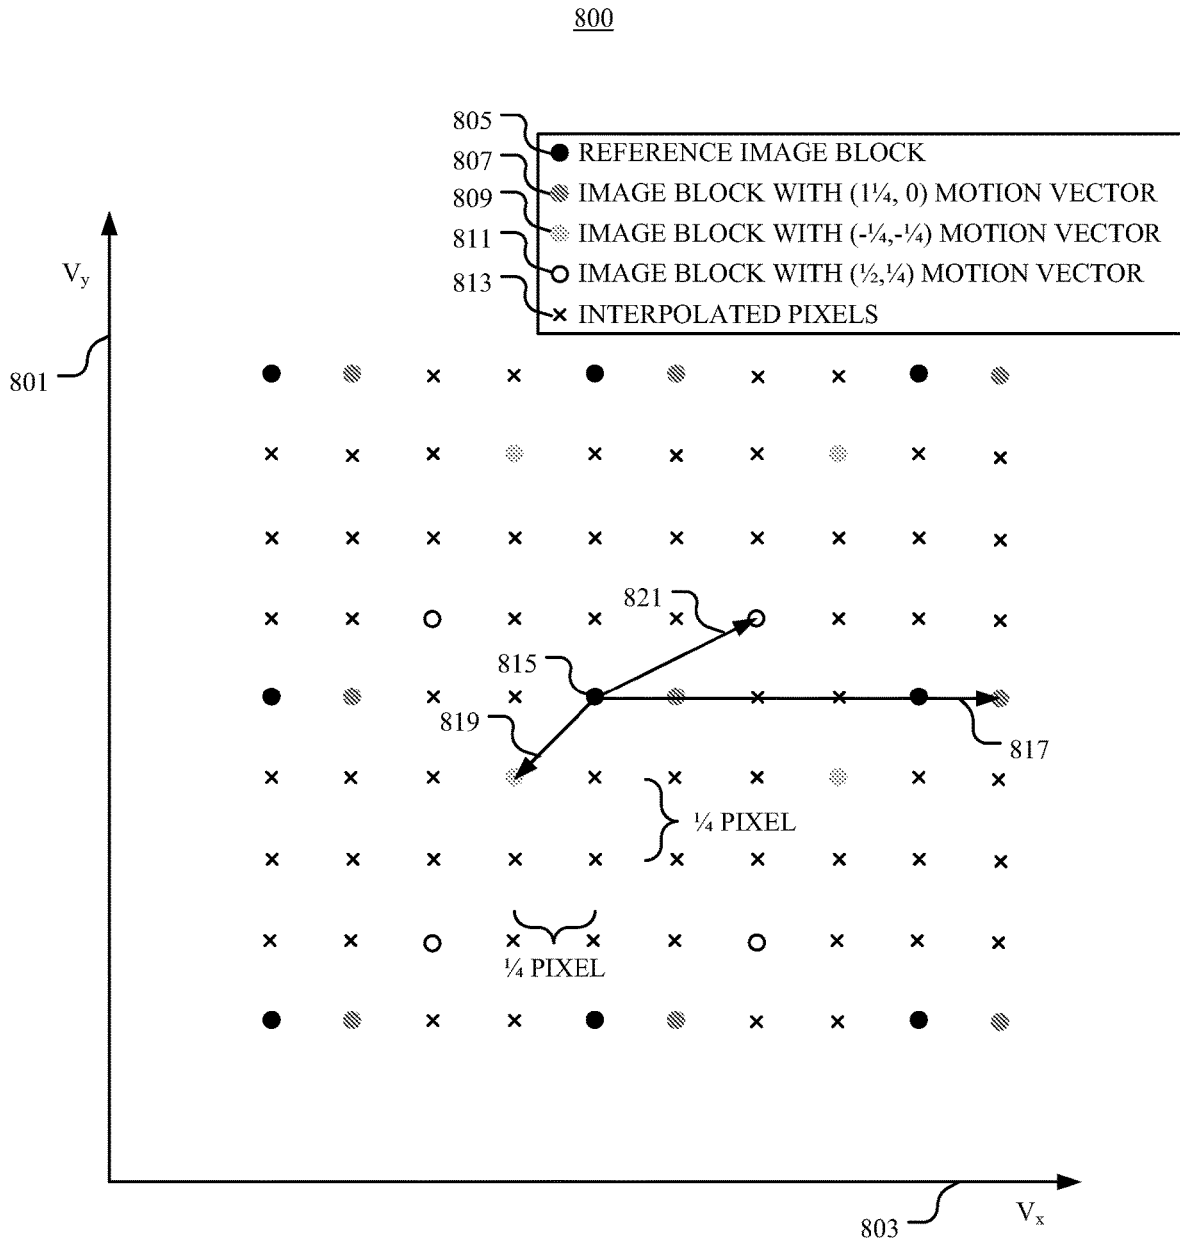 800
805
REFERENCE IMAGE BLOCK
807
IMAGE BLOCK WITH (1¼, 0) MOTION VECTOR
809
IMAGE BLOCK WITH (-¼,-¼) MOTION VECTOR
811
IMAGE BLOCK WITH (½,¼) MOTION VECTOR
813
INTERPOLATED PIXELS
Vy
801
821
815
819
817
¼ PIXEL
¼ PIXEL
803
Vx